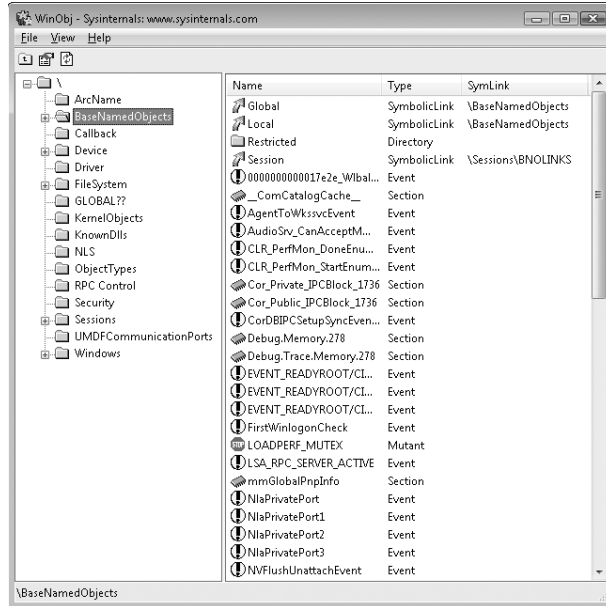 WinObj - Sysinternals: www.sysinternals.com
File View Help
\
ArcName
BaseNamedObjects
Callback
Device
Driver
FileSystem
GLOBAL??
KernelObjects
KnownDlls
NLS
ObjectTypes
RPC Control
Security
Sessions
UMDFCommunicationPorts
Windows
Name Type SymLink
Global SymbolicLink \BaseNamedObjects
Local SymbolicLink \BaseNamedObjects
Restricted Directory
Session SymbolicLink \Sessions\BNOLINKS
000000000017e2e_WlbaI... Event
__ComCatalogCache__ Section
AgentToWkssvcEvent Event
AudioSrv_CanAcceptM... Event
CLR_PerfMon_DoneEnu... Event
CLR_PerfMon_StartEnum... Event
Cor_Private_IPCBlock_1736 Section
Cor_Public_IPCBlock_1736 Section
CorDBIPCSetupSyncEven... Event
Debug.Memory.278 Section
Debug.Trace.Memory.278 Section
EVENT_READYROOT/CI... Event
EVENT_READYROOT/CI... Event
EVENT_READYROOT/CI... Event
FirstWinlogonCheck Event
STOP LOADPERF_MUTEX Mutant
LSA_RPC_SERVER_ACTIVE Event
mmGlobalPnpInfo Section
NlaPrivatePort Event
NlaPrivatePort1 Event
NlaPrivatePort2 Event
NlaPrivatePort3 Event
NVFlushUnattachEvent Event
\BaseNamedObjects